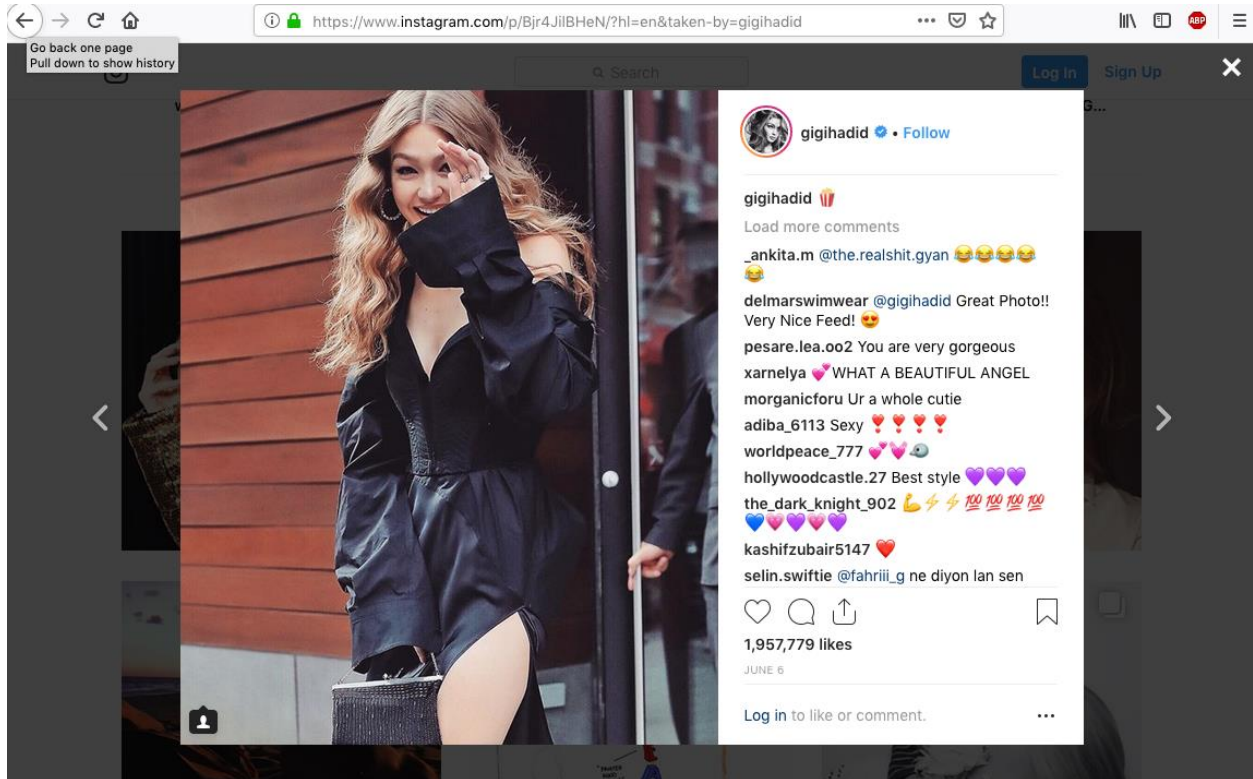 https://www.instagram.com/p/Bjr4JilBHeN/?hl=en&taken-by=gigihadid
ABP
Go back one page
Pull down to show history
Search
Log In
Sign Up
G...
gigihadid • Follow
gigihadid 🍿
Load more comments
_ankita.m @the.realshit.gyan 😂😂😂😂
😂
delmarswimwear @gigihadid Great Photo!!
Very Nice Feed! 😍
pesare.lea.oo2 You are very gorgeous
xarnelya 💕WHAT A BEAUTIFUL ANGEL
morganicforu Ur a whole cutie
adiba_6113 Sexy ❣️❣️❣️❣️
worldpeace_777 💕💓🐚
hollywoodcastle.27 Best style 💜💜💜
the_dark_knight_902 💪⚡⚡💯💯💯💯
💙💗💜💗💜
kashifzubair5147 ❤️
selin.swiftie @fahriii_g ne diyon lan sen
1,957,779 likes
JUNE 6
Log in to like or comment.